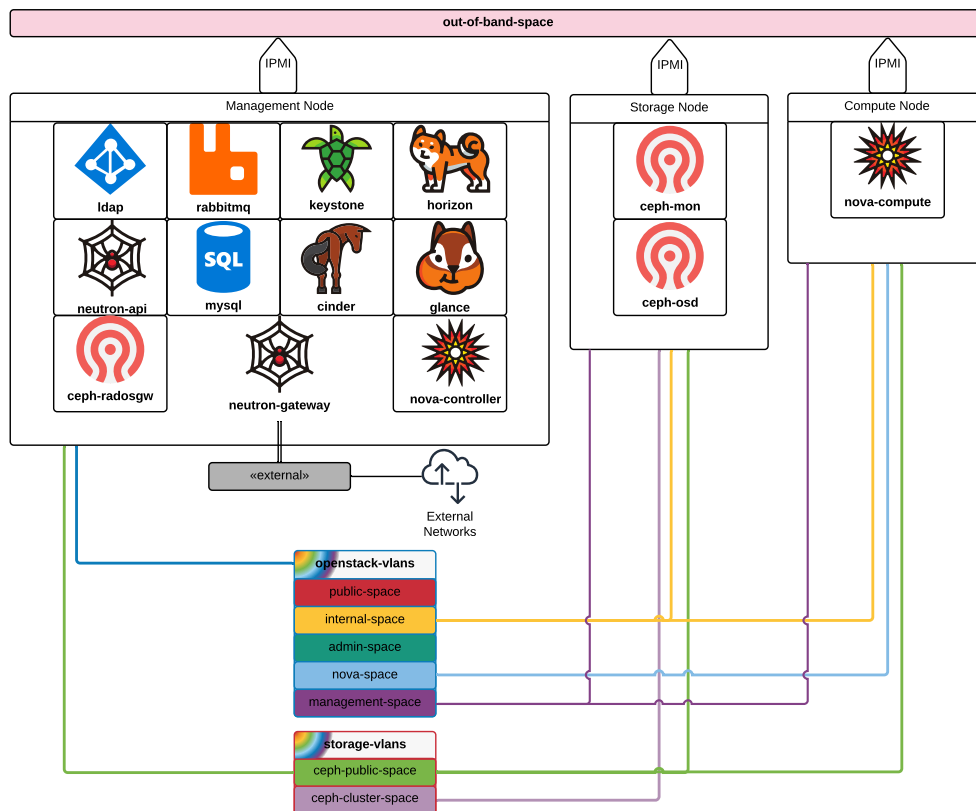 out-of-band-space
IPMI
IPMI
IPMI
Management Node
Storage Node
Compute Node
ldap
rabbitmq
keystone
horizon
ceph-mon
nova-compute
neutron-api
SQL
mysql
cinder
glance
ceph-osd
ceph-radosgw
neutron-gateway
nova-controller
«external»
External
Networks
openstack-vlans
public-space
internal-space
admin-space
nova-space
management-space
storage-vlans
ceph-public-space
ceph-cluster-space